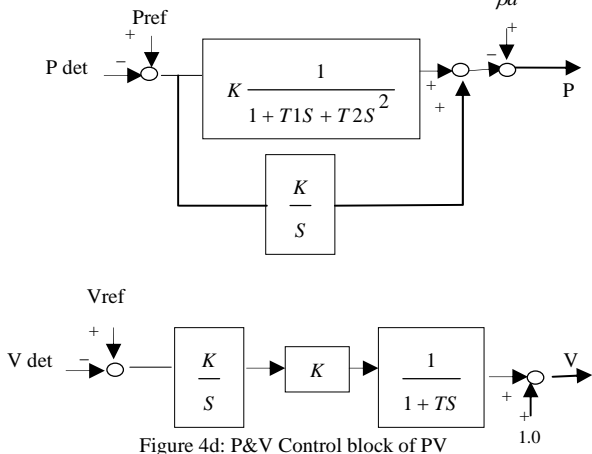 Pref
+
P det
−
K 1 / 1 + T1S + T2S^2
+
+
−
+
P
K / S
Vref
+
V det
−
K / S
K
1 / 1 + TS
+
+
V
1.0
Figure 4d: P&V Control block of PV